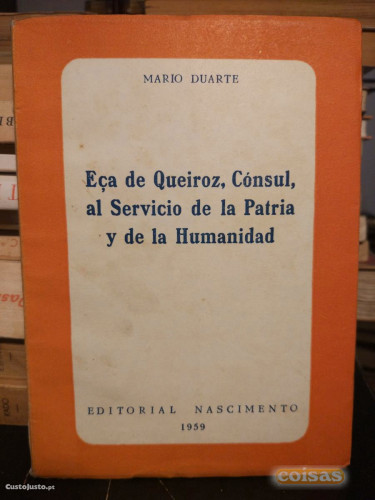 MARIO DUARTE
Eça de Queiroz, Cónsul,
al Servicio de la Patria
y de la Humanidad
EDITORIAL NASCIMENTO
1959
CustoJusto.pt
coisas